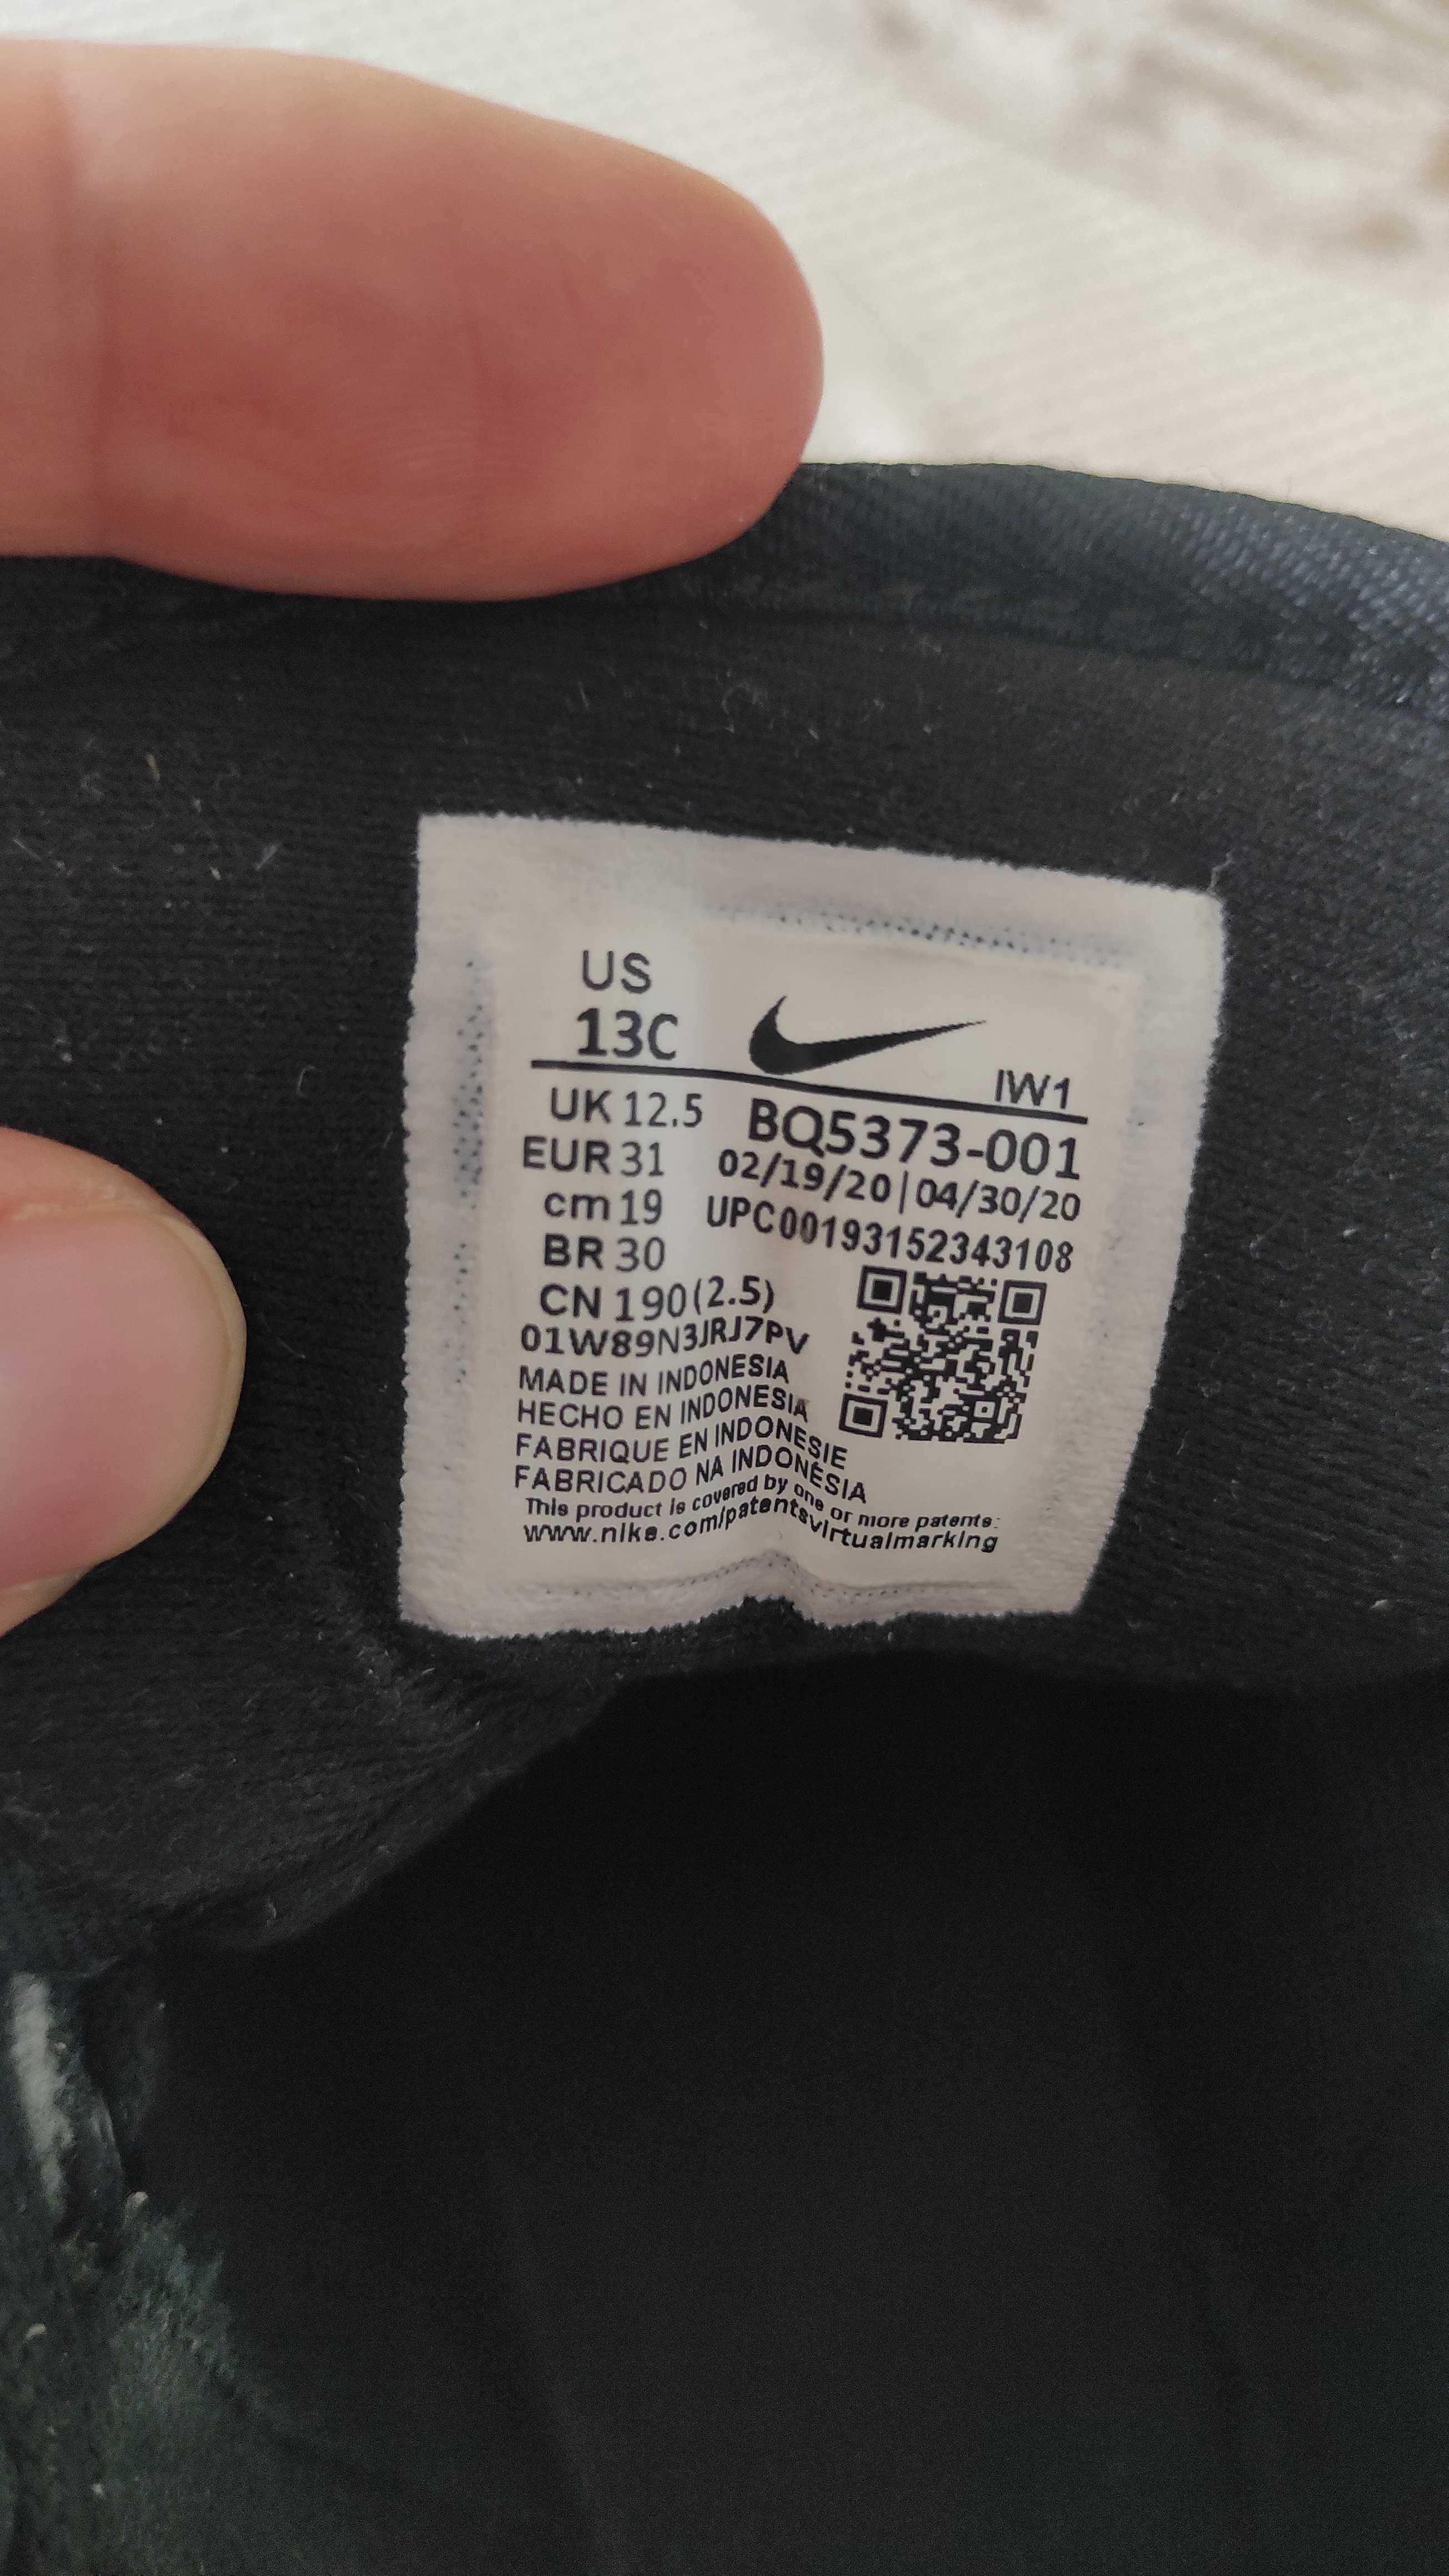 US
13C
IW1
UK 12.5
BQ5373-001
EUR 31
02/19/20 | 04/30/20
cm 19
UPC00193152343108
BR 30
CN 190 (2.5)
01W89N3JRJ7PV
MADE IN INDONESIA
HECHO EN INDONESIA
FABRIQUE EN INDONESIE
FABRICADO NA INDONÉSIA
This product is covered by one or more patents:
www.nike.com/patentsvirtualmarking